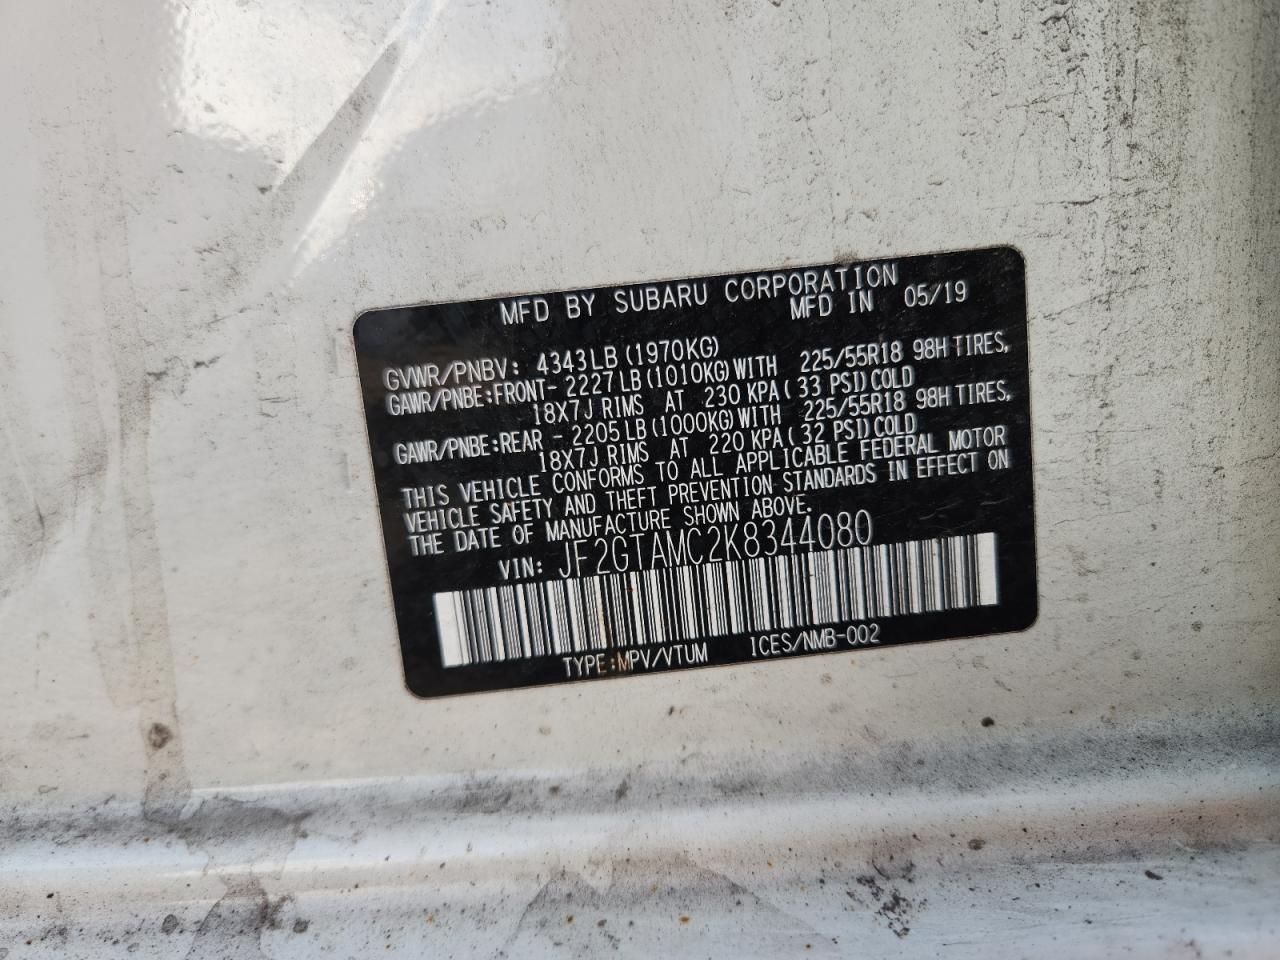 MFD BY SUBARU CORPORATION
MFD IN 05/19
GVWR/PNBV: 4343LB (1970KG)
GAWR/PNBE:FRONT- 2227LB (1010KG) WITH 225/55R18 98H TIRES,
18X7J RIMS AT 230 KPA( 33 PSI) COLD
GAWR/PNBE:REAR - 2205LB (1000KG) WITH 225/55R18 98H TIRES,
18X7J RIMS AT 220 KPA( 32 PSI) COLD
THIS VEHICLE CONFORMS TO ALL APPLICABLE FEDERAL MOTOR
VEHICLE SAFETY AND THEFT PREVENTION STANDARDS IN EFFECT ON
THE DATE OF MANUFACTURE SHOWN ABOVE.
VIN: JF2GTAMC2K8344080
TYPE:MPV/VTUM ICES/NMB-002